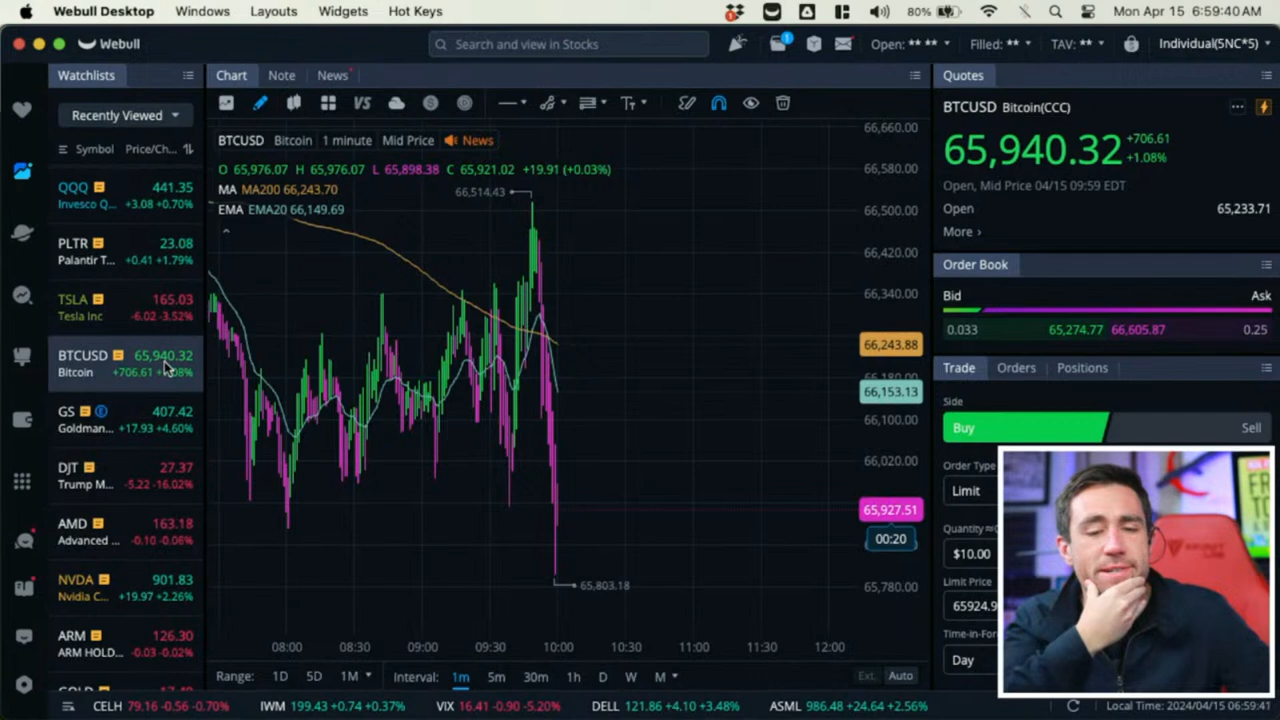 Webull Desktop Windows Layouts Widgets Hot Keys
80% Mon Apr 15 6:59:40 AM
Webull
Search and view in Stocks
1
Open: ** ** Filled: ** TAV: ** Individual(5NC*5)
Watchlists
Recently Viewed
Symbol Price/Ch...
QQQ 441.35
Invesco Q... +3.08 +0.70%
PLTR 23.08
Palantir T... +0.41 +1.79%
TSLA 165.03
Tesla Inc -6.02 -3.52%
BTCUSD 65,940.32
Bitcoin +706.61
GS E 407.42
Goldman... +17.93 +4.60%
DJT 27.37
Trump M... -5.22 -16.02%
AMD 163.18
Advanced ... -0.10 -0.06%
NVDA 901.83
Nvidia C... +19.97 +2.26%
ARM 126.30
ARM HOLD... -0.03 -0.02%
Chart Note News
VS S T
BTCUSD Bitcoin 1 minute Mid Price News
O 65,976.07 H 65,976.07 L 65,898.38 C 65,921.02 +19.91 (+0.03%)
MA MA200 66,243.70
EMA EMA20 66,149.69
66,514.43
65,803.18
66,660.00
66,580.00
66,500.00
66,420.00
66,340.00
66,243.88
66,180.00
66,153.13
66,100.00
66,020.00
65,927.51
00:20
65,780.00
08:00 08:30 09:00 09:30 10:00 10:30 11:00 11:30 12:00
Range: 1D 5D 1M Interval: 1m 5m 30m 1h D W M Ext. Auto
Quotes
BTCUSD Bitcoin(CCC)
65,940.32 +706.61
+1.08%
Open, Mid Price 04/15 09:59 EDT
Open 65,233.71
More
Order Book
Bid Ask
0.033 65,274.77 66,605.87 0.25
Trade Orders Positions
Side
Buy Sell
Order Type
Limit
Quantity
$10.00
Limit Price
65924.9
Time-in-For
Day
CELH 79.16 -0.56 -0.70% IWM 199.43 +0.74 +0.37% VIX 16.41 -0.90 -5.20% DELL 121.86 +4.10 +3.48% ASML 986.48 +24.64 +2.56% Local Time: 2024/04/15 06:59:41